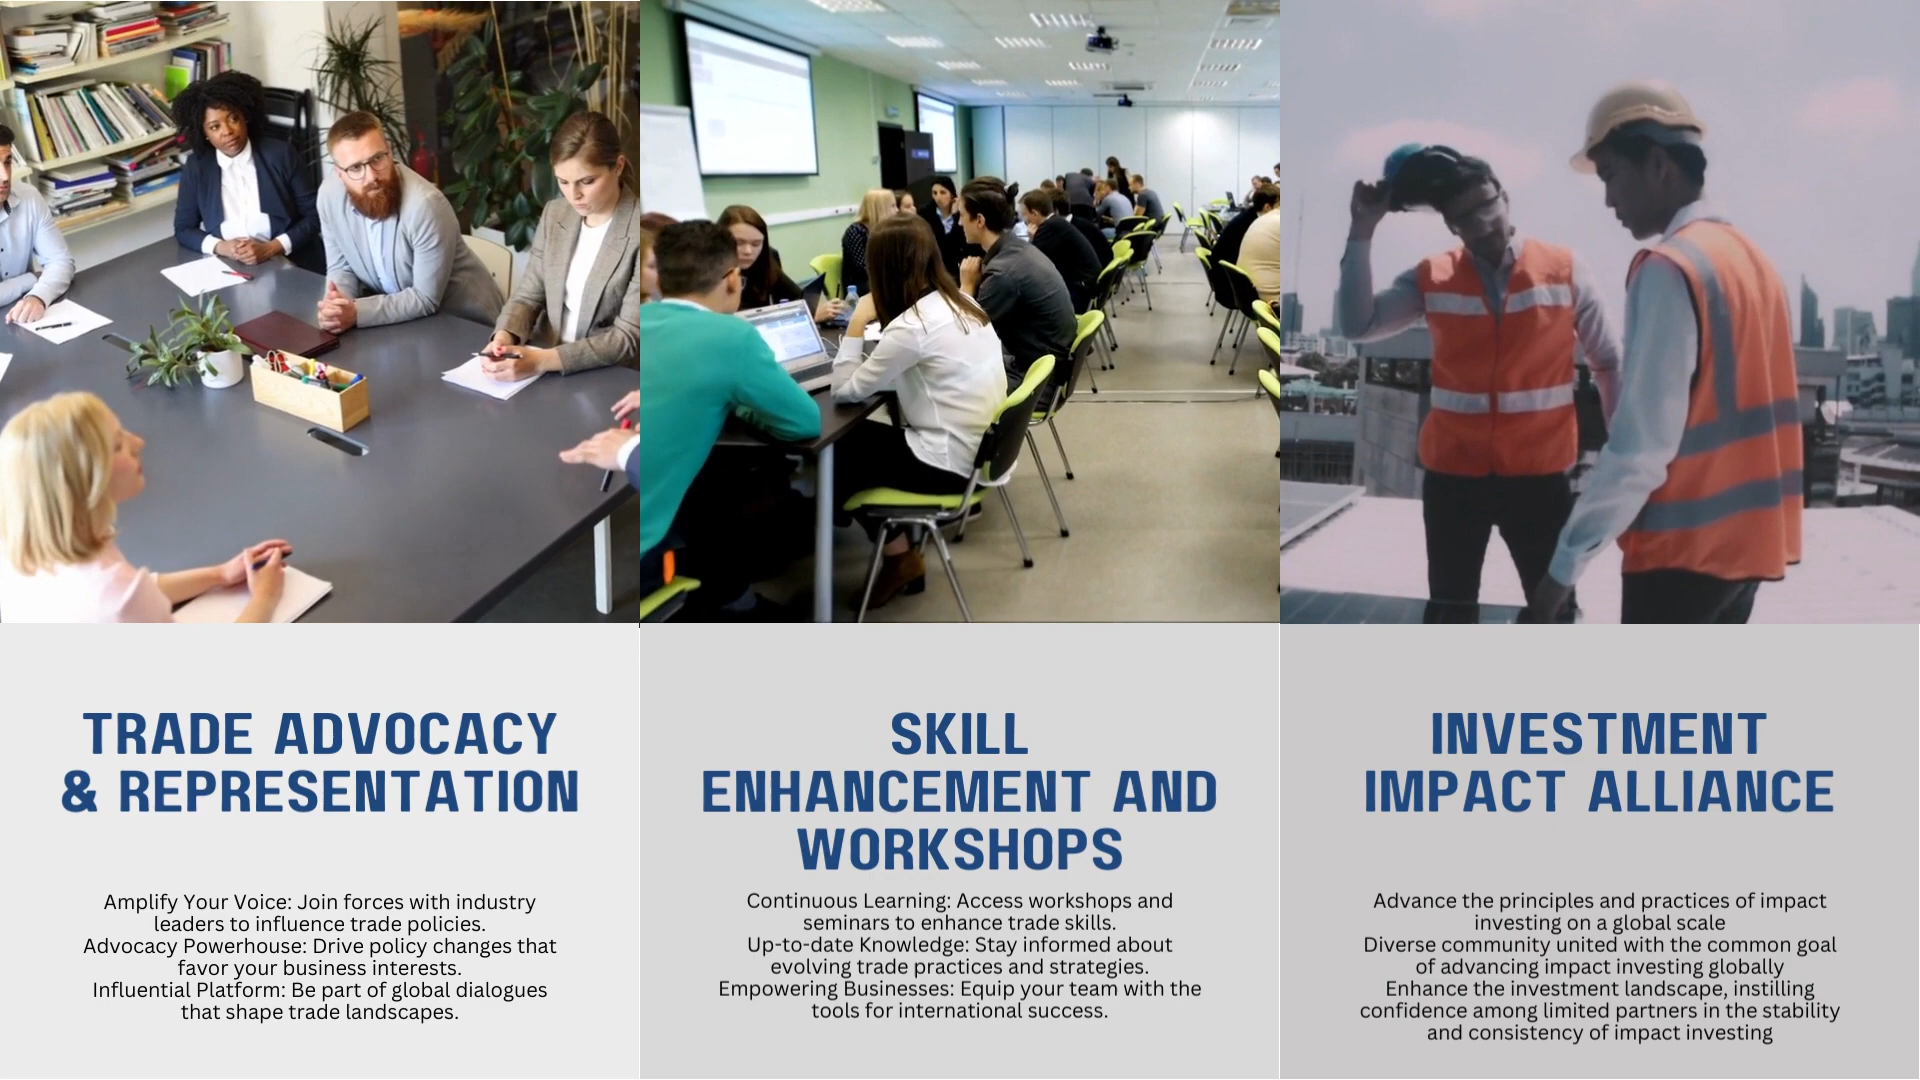 TRADE ADVOCACY
& REPRESENTATION
Amplify Your Voice: Join forces with industry
leaders to influence trade policies.
Advocacy Powerhouse: Drive policy changes that
favor your business interests.
Influential Platform: Be part of global dialogues
that shape trade landscapes.
SKILL
ENHANCEMENT AND
WORKSHOPS
Continuous Learning: Access workshops and
seminars to enhance trade skills.
Up-to-date Knowledge: Stay informed about
evolving trade practices and strategies.
Empowering Businesses: Equip your team with the
tools for international success.
INVESTMENT
IMPACT ALLIANCE
Advance the principles and practices of impact
investing on a global scale
Diverse community united with the common goal
of advancing impact investing globally
Enhance the investment landscape, instilling
confidence among limited partners in the stability
and consistency of impact investing